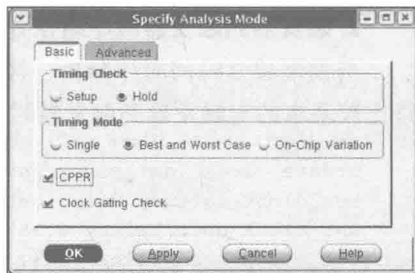 Specify Analysis Mode
Basic Advanced
Timing Check
Setup Hold
Timing Mode
Single Best and Worst Case On-Chip Variation
CPPR
Clock Gating Check
OK Apply Cancel Help